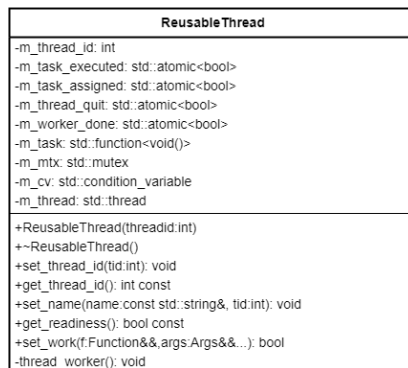 ReusableThread
-m_thread_id: int
-m_task_executed: std::atomic<bool>
-m_task_assigned: std::atomic<bool>
-m_thread_quit: std::atomic<bool>
-m_worker_done: std::atomic<bool>
-m_task: std::function<void()>
-m_mtx: std::mutex
-m_cv: std::condition_variable
-m_thread: std::thread
+ReusableThread(threadid:int)
+~ReusableThread()
+set_thread_id(tid:int): void
+get_thread_id(): int const
+set_name(name:const std::string&, tid:int): void
+get_readiness(): bool const
+set_work(f:Function&&,args:Args&&...): bool
-thread_worker(): void